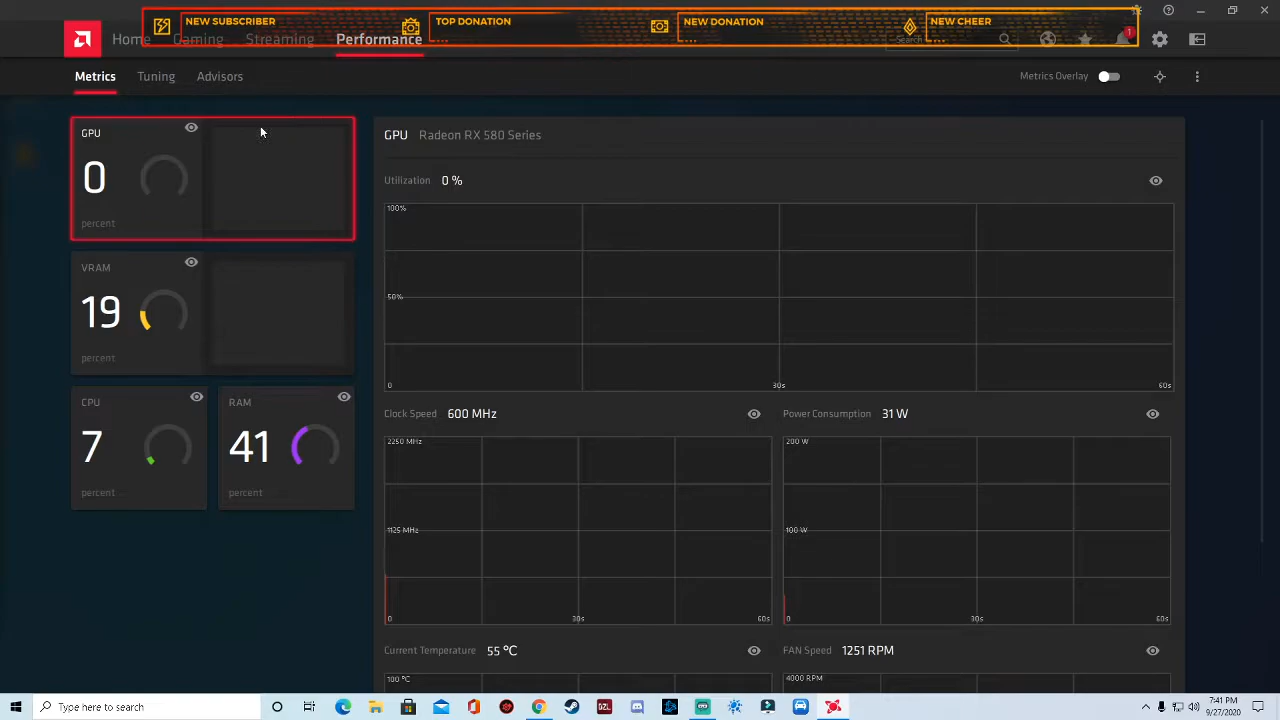 NEW SUBSCRIBER
TOP DONATION
NEW DONATION
NEW CHEER
Home Gaming Streaming Performance
Search
1
Metrics Tuning Advisors
Metrics Overlay
GPU
0
percent
VRAM
19
percent
CPU
7
percent
RAM
41
percent
GPU Radeon RX 580 Series
Utilization 0 %
100%
50%
0 30s 60s
Clock Speed 600 MHz
2250 MHz
1125 MHz
0 30s 60s
Power Consumption 31 W
200 W
100 W
0 30s 60s
Current Temperature 55 °C
100 °C
FAN Speed 1251 RPM
4000 RPM
Type here to search
DZL
7:41 PM
9/27/2020